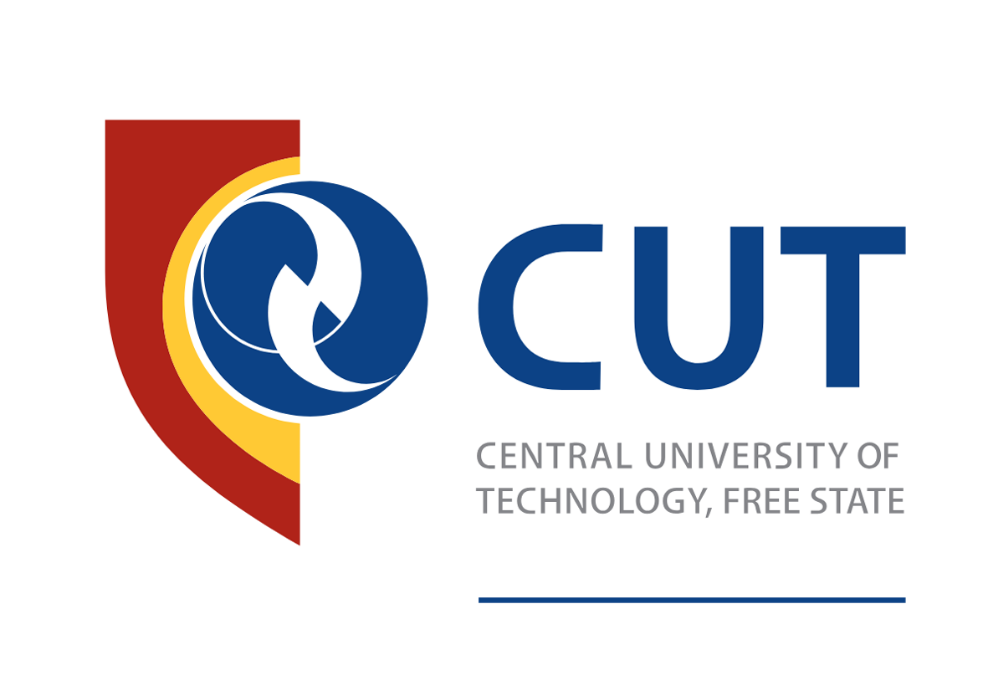 CUT
CENTRAL UNIVERSITY OF
TECHNOLOGY, FREE STATE